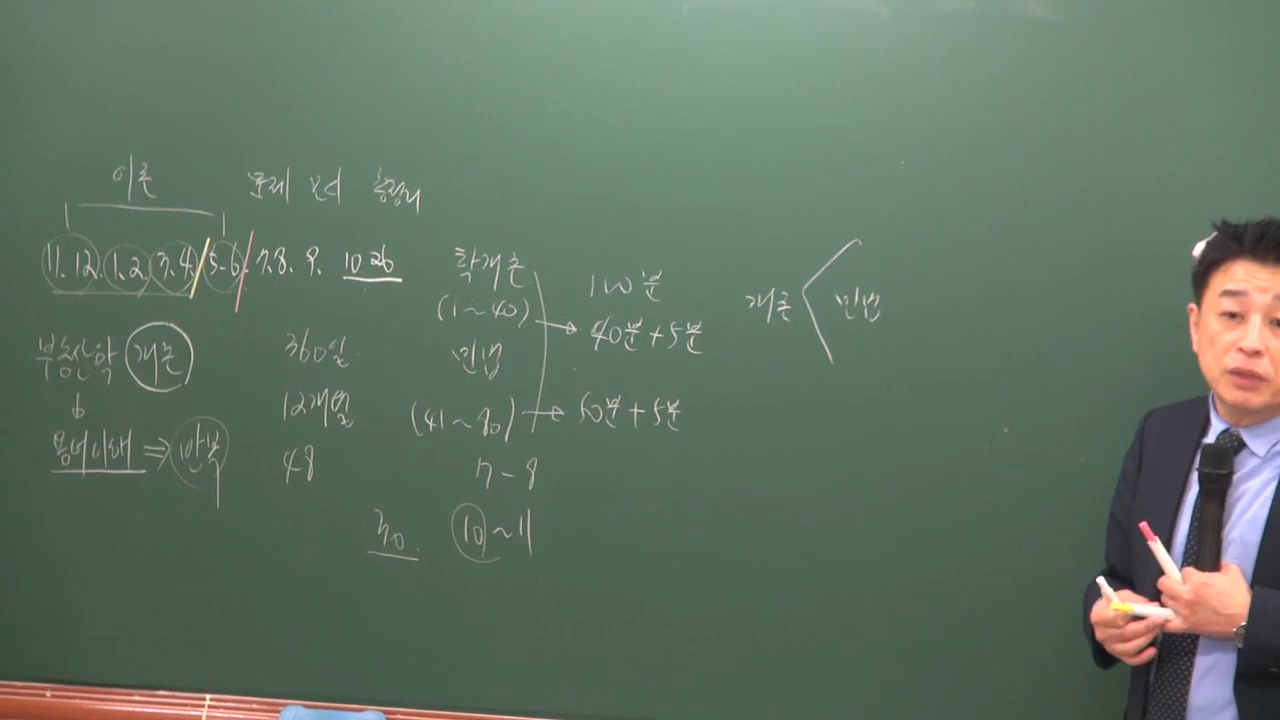 이론 문제 분석 총정리
11. 12. 1. 2. 3. 4. / 5. 6. / 7. 8. 9. 10 26
학개론
(1~40)
100분
40분+5분
개론 < 민법
부동산학 개론
360일
민법
12개월
(41~80)
50분+5분
용어이해 ⇒ 반복
48
7-8
30
10~11